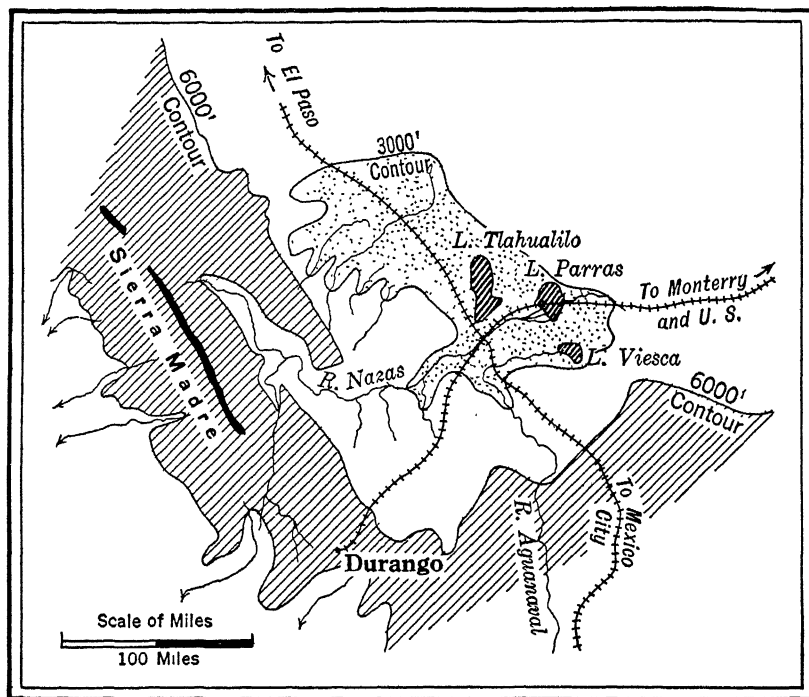 To El Paso
6000'
Contour
3000'
Contour
L. Tlahualilo
L. Parras
To Monterry
and U. S.
Sierra Madre
R. Nazas
L. Viesca
6000'
Contour
To Mexico
City
R. Aguanaval
Durango
Scale of Miles
100 Miles